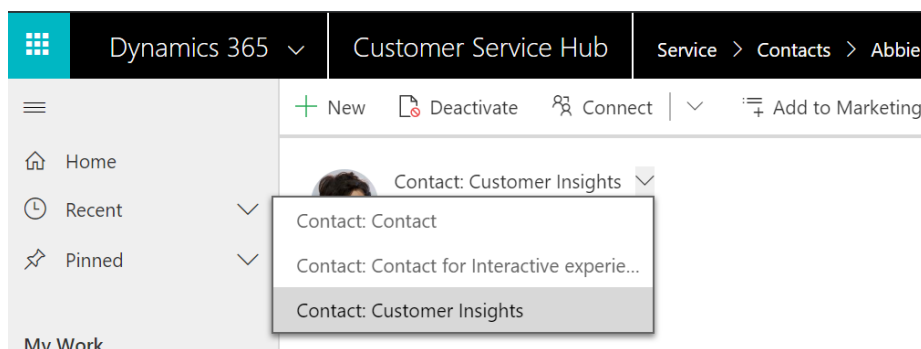 Dynamics 365 Customer Service Hub Service > Contacts > Abbie
New Deactivate Connect Add to Marketing
Home
Contact: Customer Insights
Recent
Contact: Contact
Pinned
Contact: Contact for Interactive experie...
Contact: Customer Insights
My Work